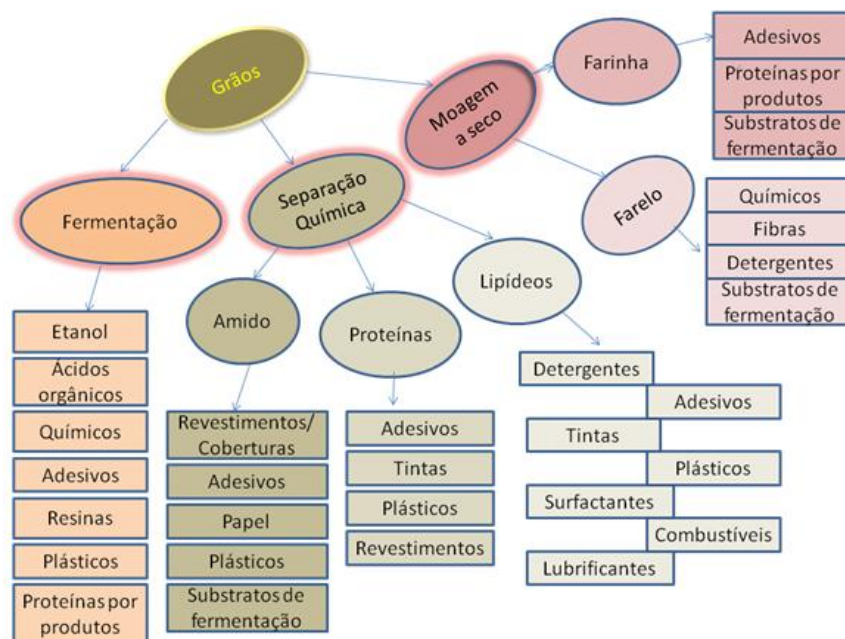 Grãos
Moagem
a seco
Farinha
Adesivos
Proteínas por
produtos
Substratos de
fermentação
Farelo
Químicos
Fibras
Detergentes
Substratos de
fermentação
Fermentação
Etanol
Ácidos
orgânicos
Químicos
Adesivos
Resinas
Plásticos
Proteínas por
produtos
Separação
Química
Amido
Revestimentos/
Coberturas
Adesivos
Papel
Plásticos
Substratos de
fermentação
Proteínas
Adesivos
Tintas
Plásticos
Revestimentos
Lipídeos
Detergentes
Adesivos
Tintas
Plásticos
Surfactantes
Combustíveis
Lubrificantes